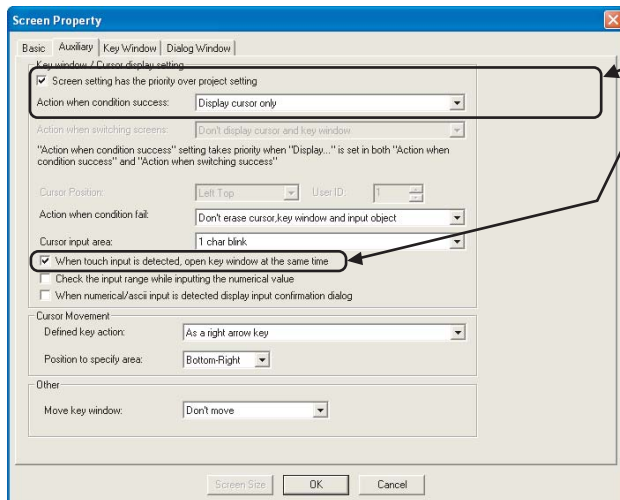 Screen Property
Basic Auxiliary Key Window Dialog Window
Key window / Cursor display setting
Screen setting has the priority over project setting
Action when condition success: Display cursor only
Action when switching screens: Don't display cursor and key window
"Action when condition success" setting takes priority when "Display..." is set in both "Action when
condition success" and "Action when switching success"
Cursor Position: Left Top User ID: 1
Action when condition fail: Don't erase cursor,key window and input object
Cursor input area: 1 char blink
When touch input is detected, open key window at the same time
Check the input range while inputting the numerical value
When numerical/ascii input is detected display input confirmation dialog
Cursor Movement
Defined key action: As a right arrow key
Position to specify area: Bottom-Right
Other
Move key window: Don't move
Screen Size OK Cancel